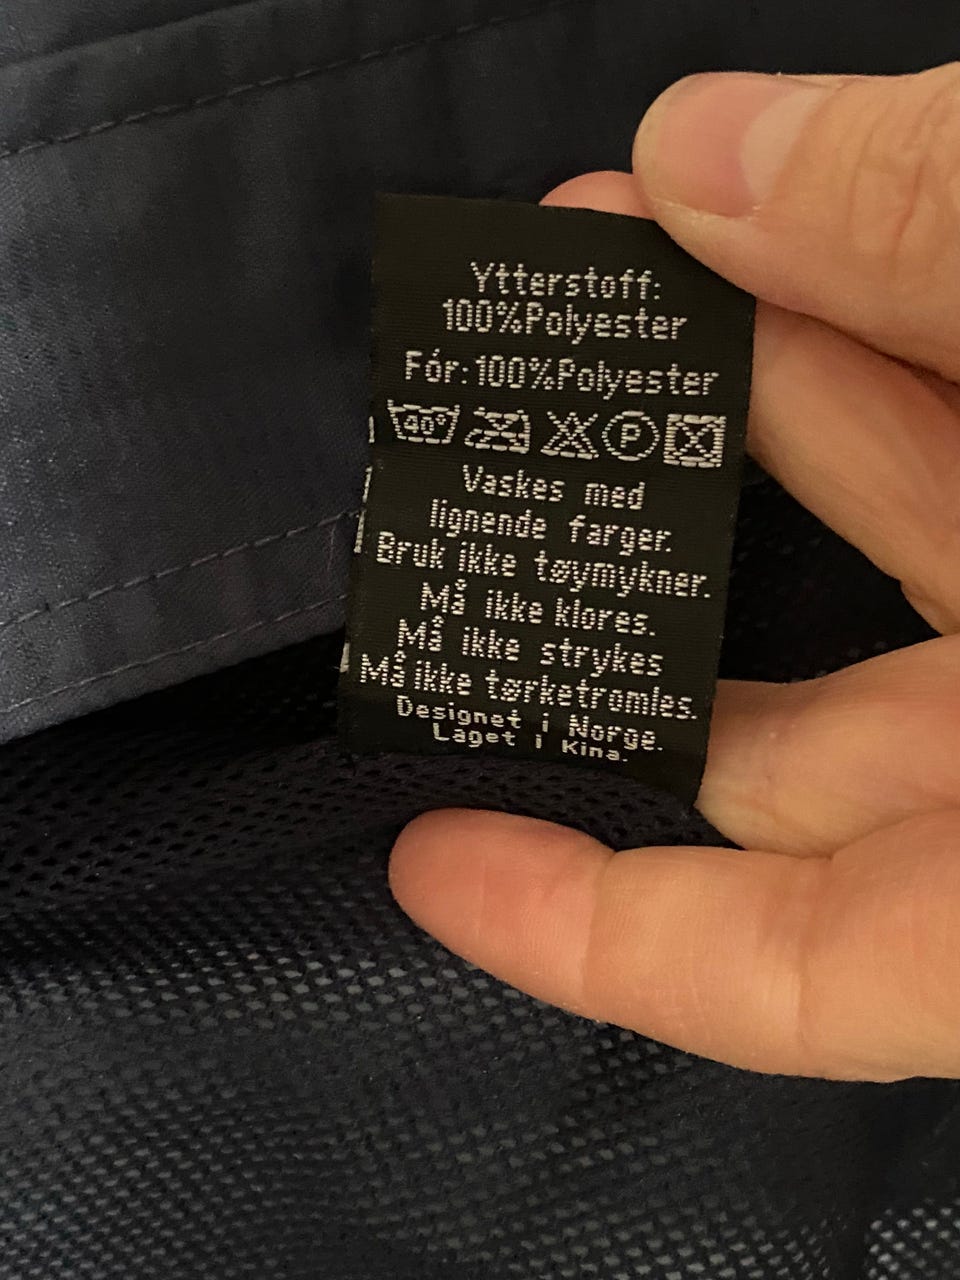 Ytterstoff:
100%Polyester
Fór:100%Polyester
40° P
Vaskes med
lignende farger.
Bruk ikke tøymykner.
Må ikke klores.
Må ikke strykes
Må ikke tørketromles.
Designet i Norge.
Laget i Kina.